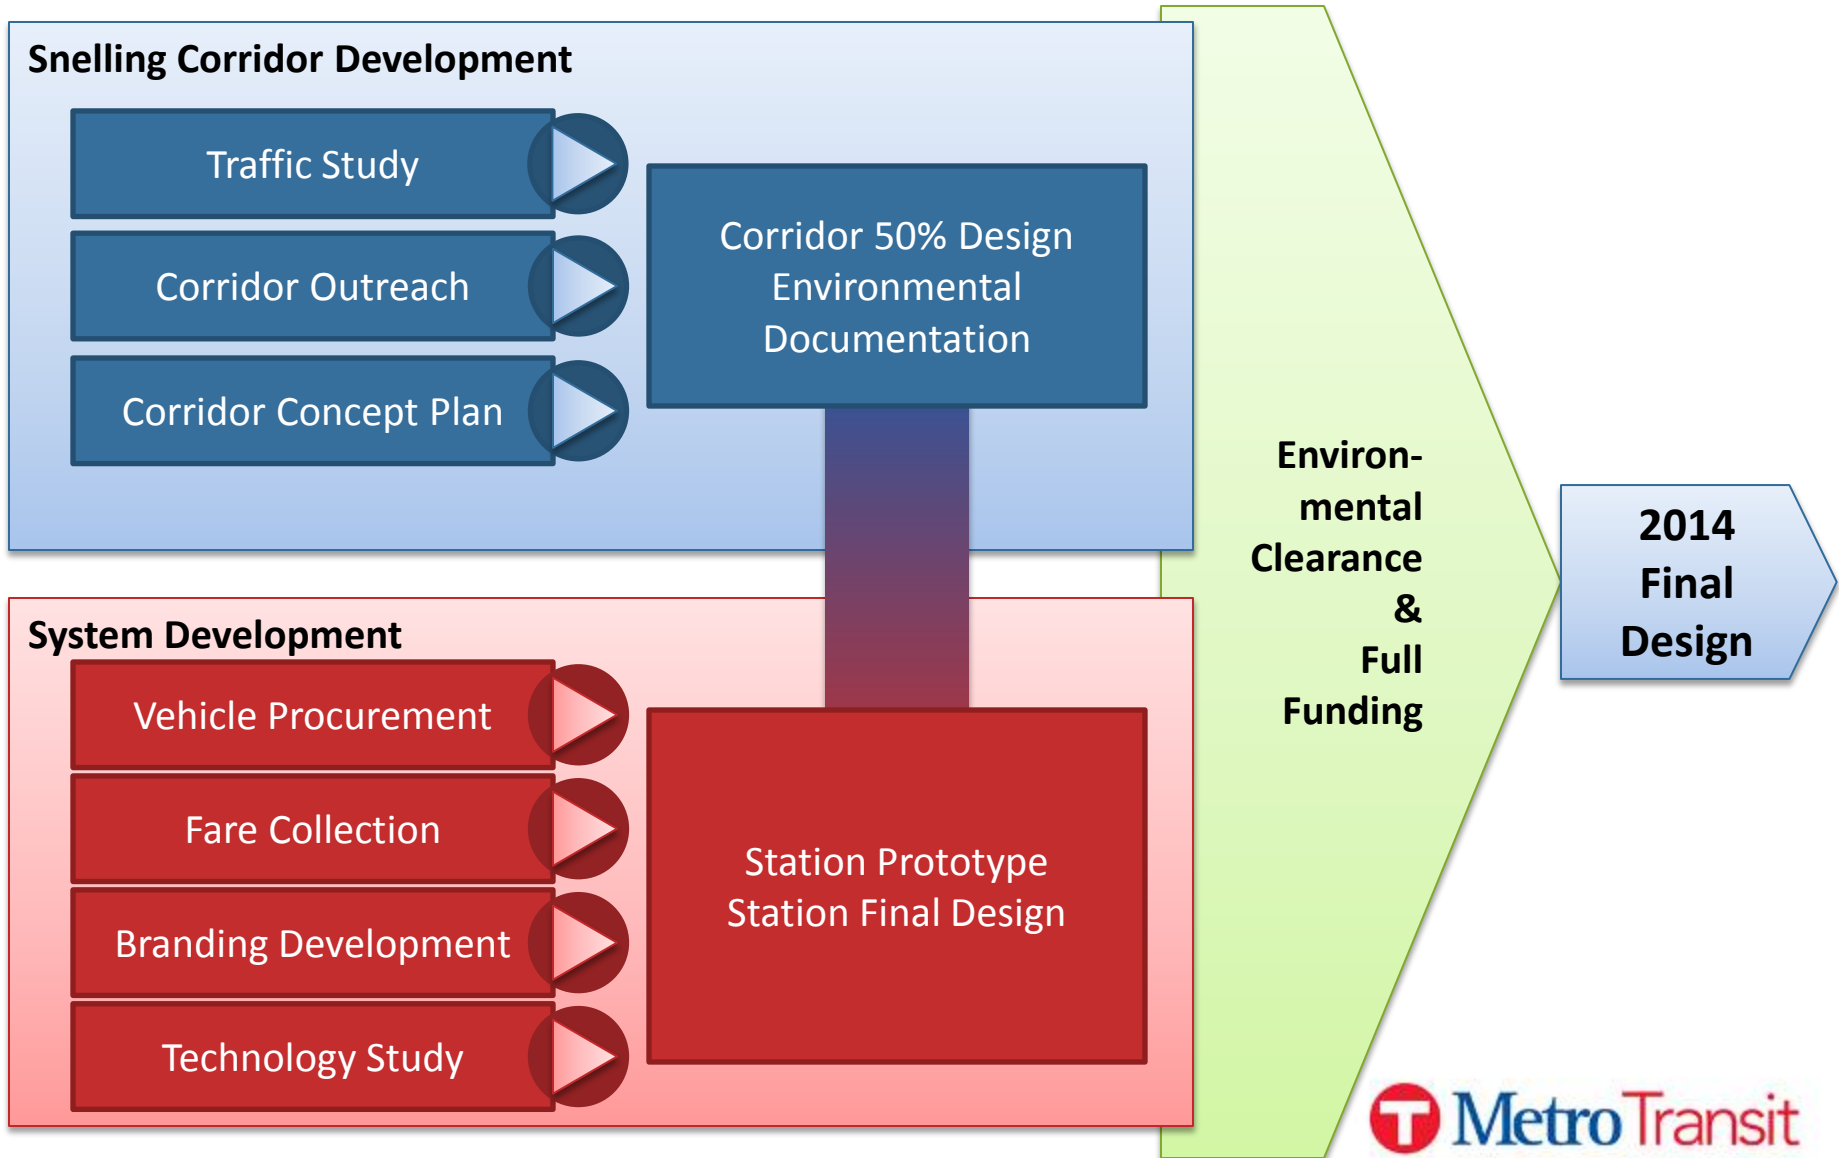 Snelling Corridor Development
Traffic Study
Corridor Outreach
Corridor Concept Plan
Corridor 50% Design
Environmental
Documentation
System Development
Vehicle Procurement
Fare Collection
Branding Development
Technology Study
Station Prototype
Station Final Design
Environ-
mental
Clearance
&
Full
Funding
2014
Final
Design
T MetroTransit